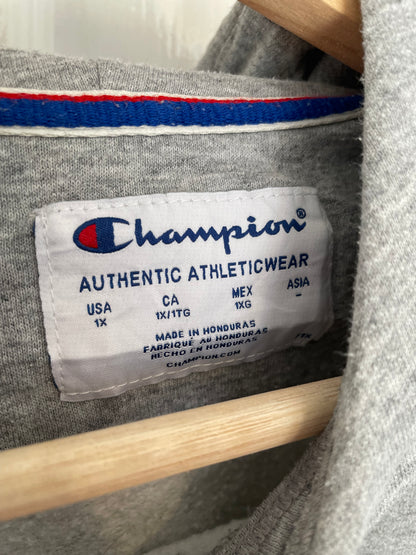 Champion®
AUTHENTIC ATHLETICWEAR
USA CA MEX ASIA
1X 1X/1TG 1XG –
MADE IN HONDURAS
FABRIQUÉ AU HONDURAS
HECHO EN HONDURAS
CHAMPION.COM